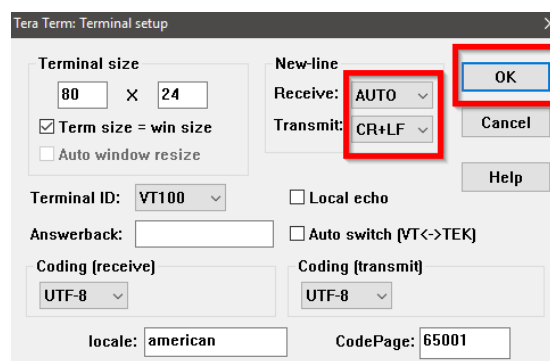 Tera Term: Terminal setup
Terminal size
80 X 24
Term size = win size
Auto window resize
New-line
Receive: AUTO
Transmit: CR+LF
OK
Cancel
Help
Terminal ID: VT100
Local echo
Answerback:
Auto switch (VT<->TEK)
Coding (receive)
UTF-8
Coding (transmit)
UTF-8
locale: american
CodePage: 65001